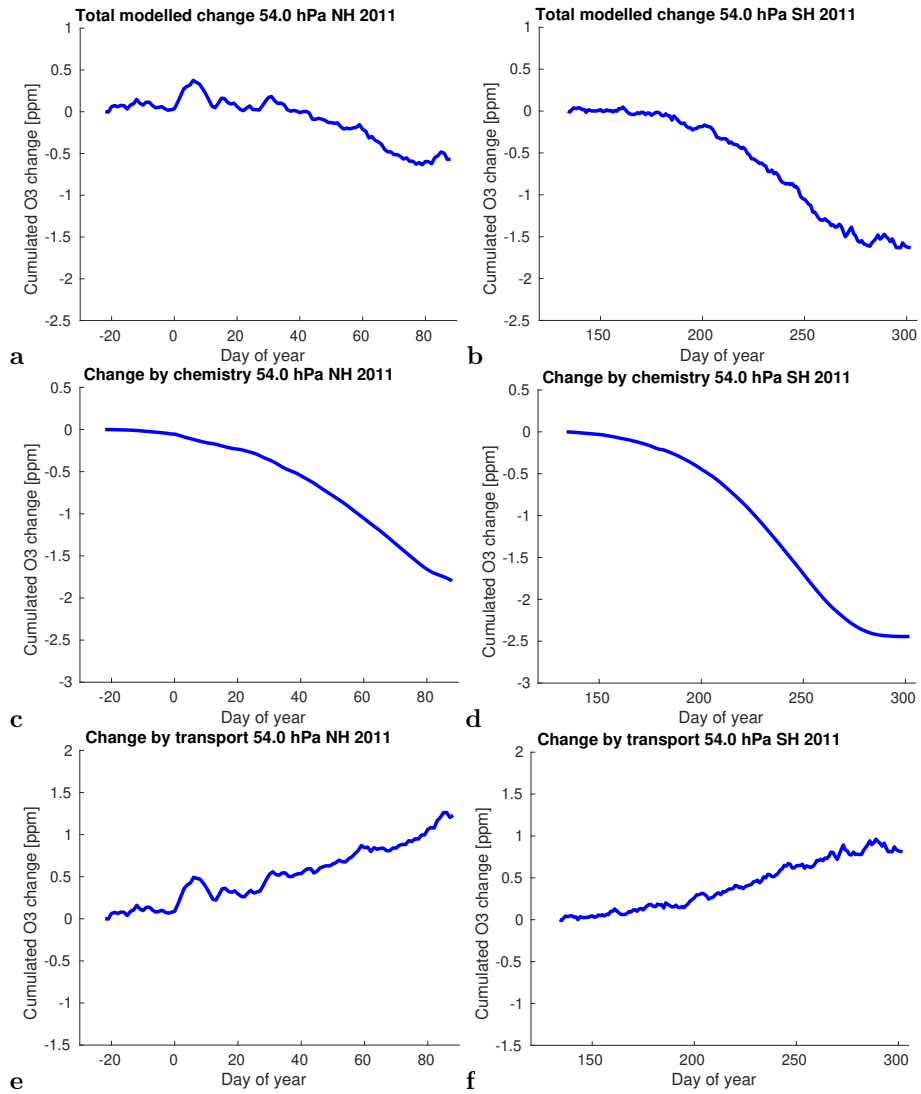 Total modelled change 54.0 hPa NH 2011
Cumulated O3 change [ppm]
1
0.5
0
-0.5
-1
-1.5
-2
-2.5
-20 0 20 40 60 80
Day of year
a
Total modelled change 54.0 hPa SH 2011
Cumulated O3 change [ppm]
1
0.5
0
-0.5
-1
-1.5
-2
-2.5
150 200 250 300
Day of year
b
Change by chemistry 54.0 hPa NH 2011
Cumulated O3 change [ppm]
0.5
0
-0.5
-1
-1.5
-2
-2.5
-3
-20 0 20 40 60 80
Day of year
c
Change by chemistry 54.0 hPa SH 2011
Cumulated O3 change [ppm]
0.5
0
-0.5
-1
-1.5
-2
-2.5
-3
150 200 250 300
Day of year
d
Change by transport 54.0 hPa NH 2011
Cumulated O3 change [ppm]
2
1.5
1
0.5
0
-0.5
-1
-1.5
-20 0 20 40 60 80
Day of year
e
Change by transport 54.0 hPa SH 2011
Cumulated O3 change [ppm]
2
1.5
1
0.5
0
-0.5
-1
-1.5
150 200 250 300
Day of year
f